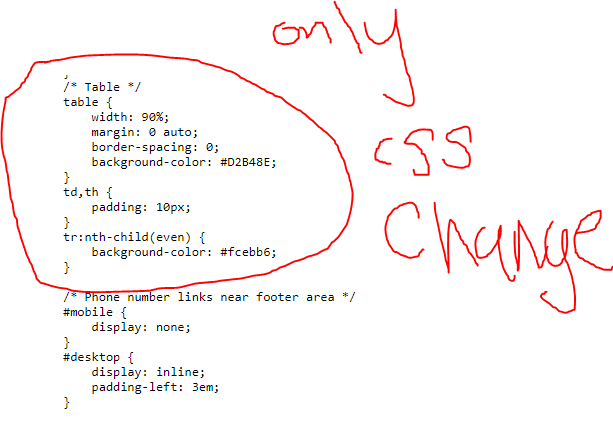 only
,
/* Table */
table {
    width: 90%;
    margin: 0 auto;
    border-spacing: 0;
    background-color: #D2B48E;
}
td,th {
    padding: 10px;
}
tr:nth-child(even) {
    background-color: #fcebb6;
}
css
Change
/* Phone number links near footer area */
#mobile {
    display: none;
}
#desktop {
    display: inline;
    padding-left: 3em;
}